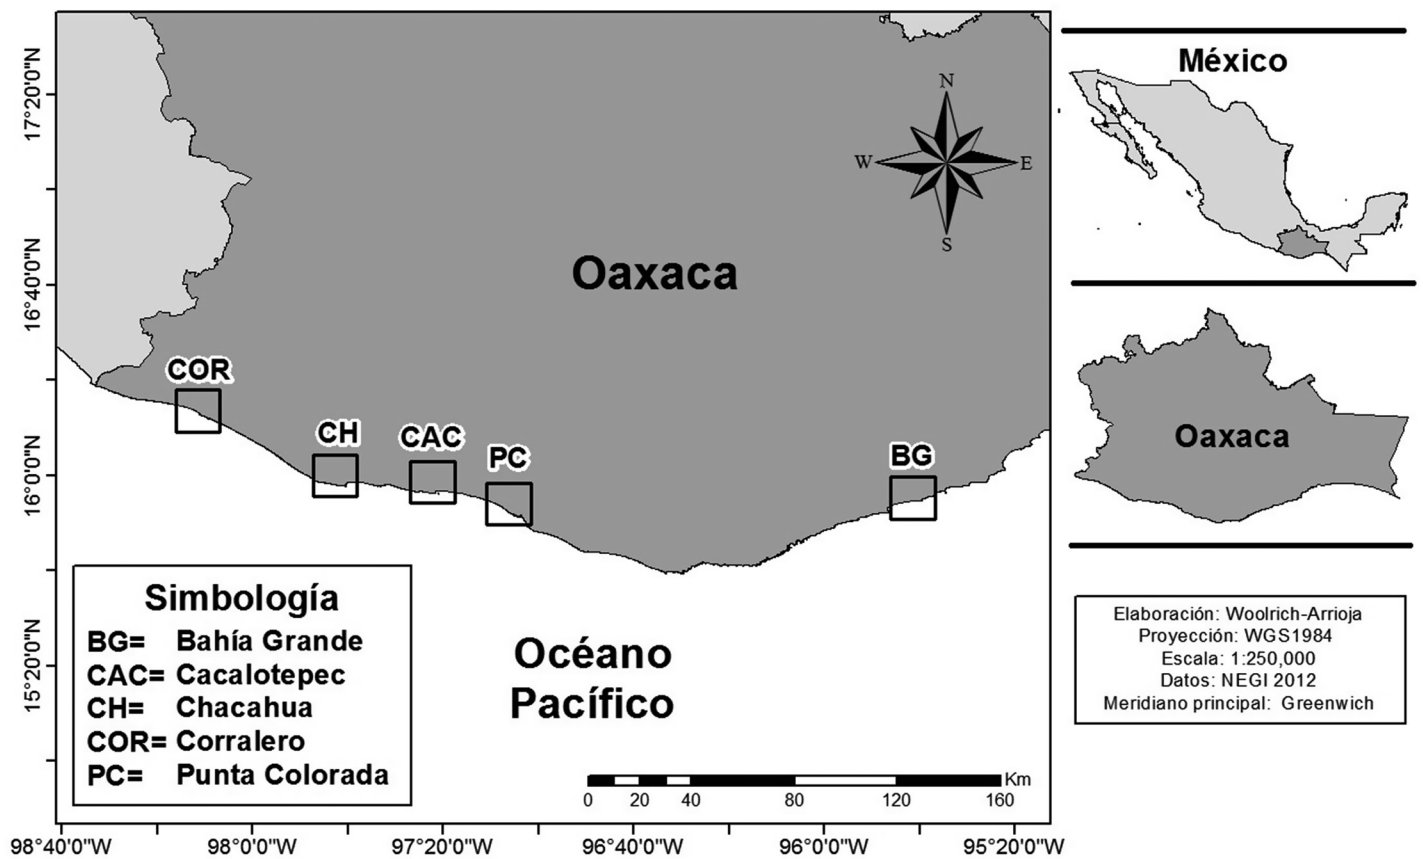 17°20'0"N
16°40'0"N
16°0'0"N
15°20'0"N
N
W E
S
Oaxaca
COR
CH
CAC
PC
BG
Simbología
BG= Bahía Grande
CAC= Cacalotepec
CH= Chacahua
COR= Corralero
PC= Punta Colorada
Océano
Pacífico
Km
0 20 40 80 120 160
98°40'0"W 98°0'0"W 97°20'0"W 96°40'0"W 96°0'0"W 95°20'0"W
México
Oaxaca
Elaboración: Woolrich-Arrioja
Proyección: WGS1984
Escala: 1:250,000
Datos: NEGI 2012
Meridiano principal: Greenwich